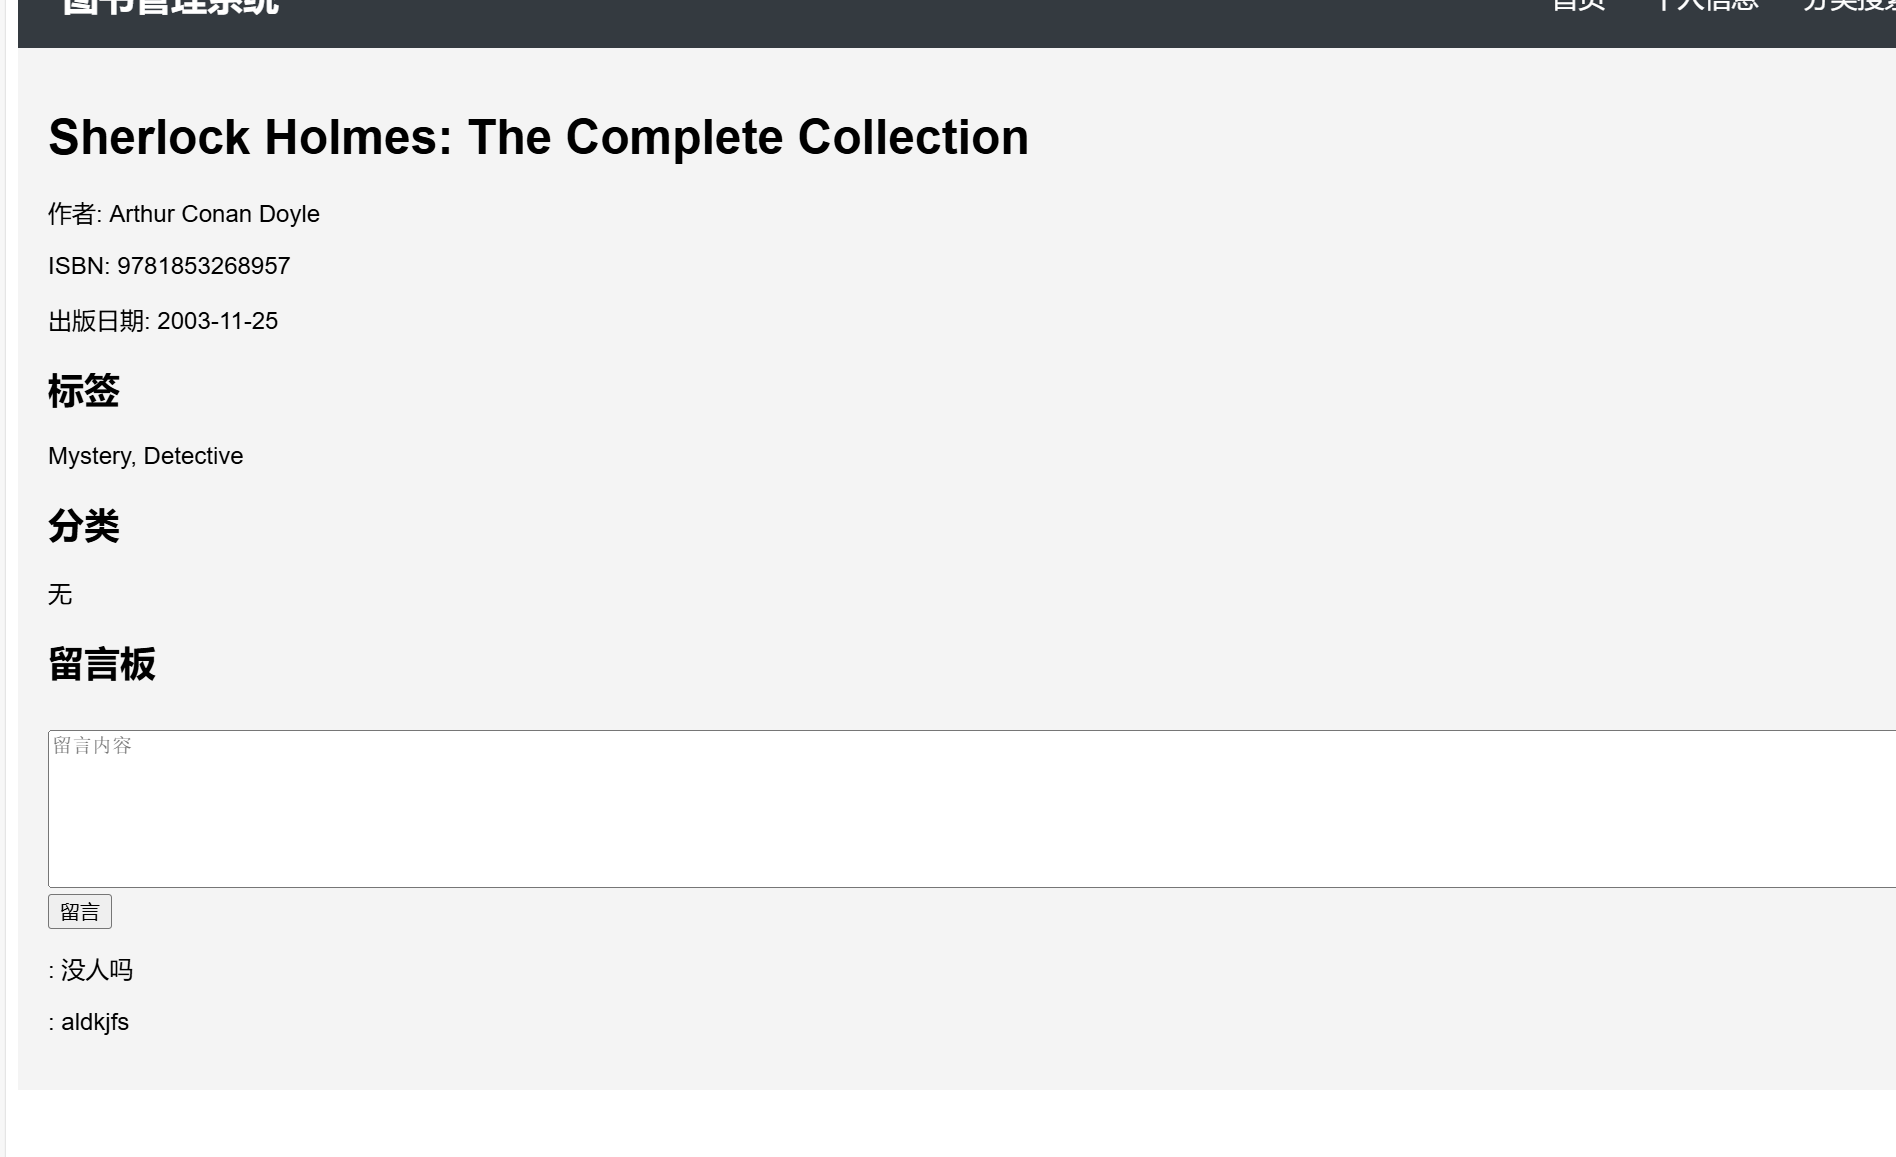 图书管理系统
首页 个人信息 分类搜索
Sherlock Holmes: The Complete Collection
作者: Arthur Conan Doyle
ISBN: 9781853268957
出版日期: 2003-11-25
标签
Mystery, Detective
分类
无
留言板
留言内容
留言
: 没人吗
: aldkjfs